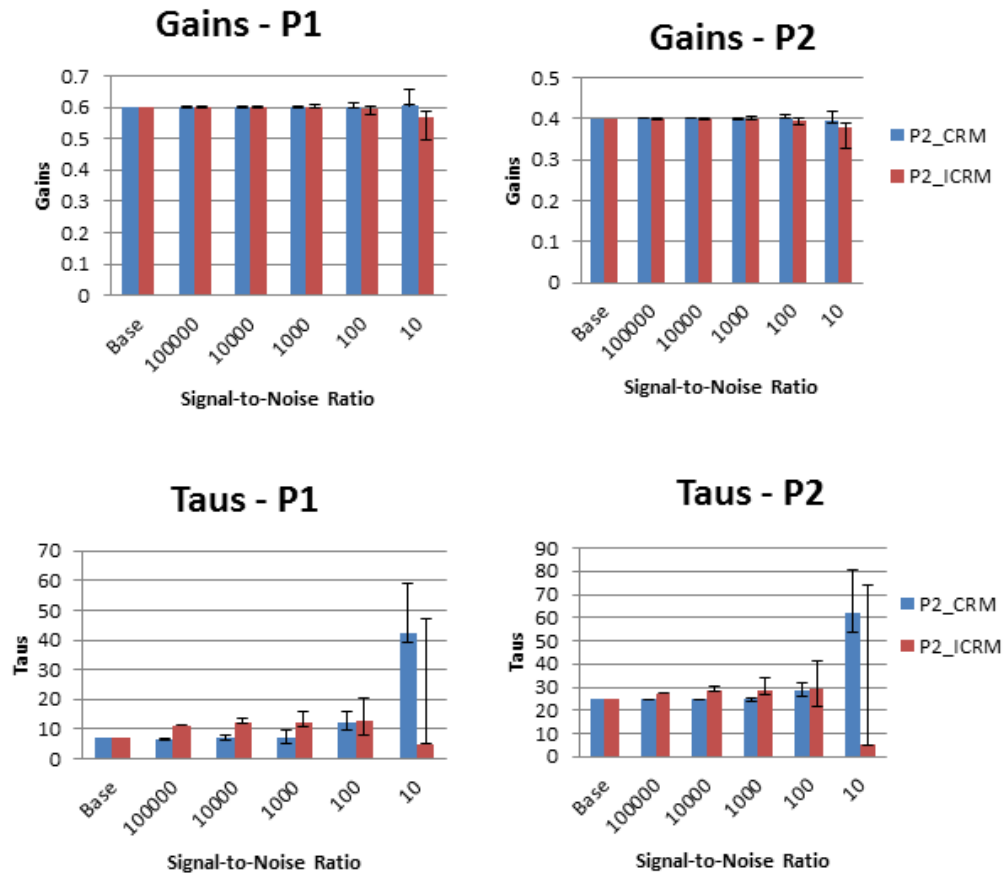 Gains - P1
0.7
0.6
0.5
0.4
0.3
0.2
0.1
0
Gains
Base
100000
10000
1000
100
10
Signal-to-Noise Ratio
Gains - P2
0.5
0.4
0.3
0.2
0.1
0
Gains
Base
100000
10000
1000
100
10
Signal-to-Noise Ratio
P2_CRM
P2_ICRM
Taus - P1
70
60
50
40
30
20
10
0
Taus
Base
100000
10000
1000
100
10
Signal-to-Noise Ratio
Taus - P2
90
80
70
60
50
40
30
20
10
0
Taus
Base
100000
10000
1000
100
10
Signal-to-Noise Ratio
P2_CRM
P2_ICRM